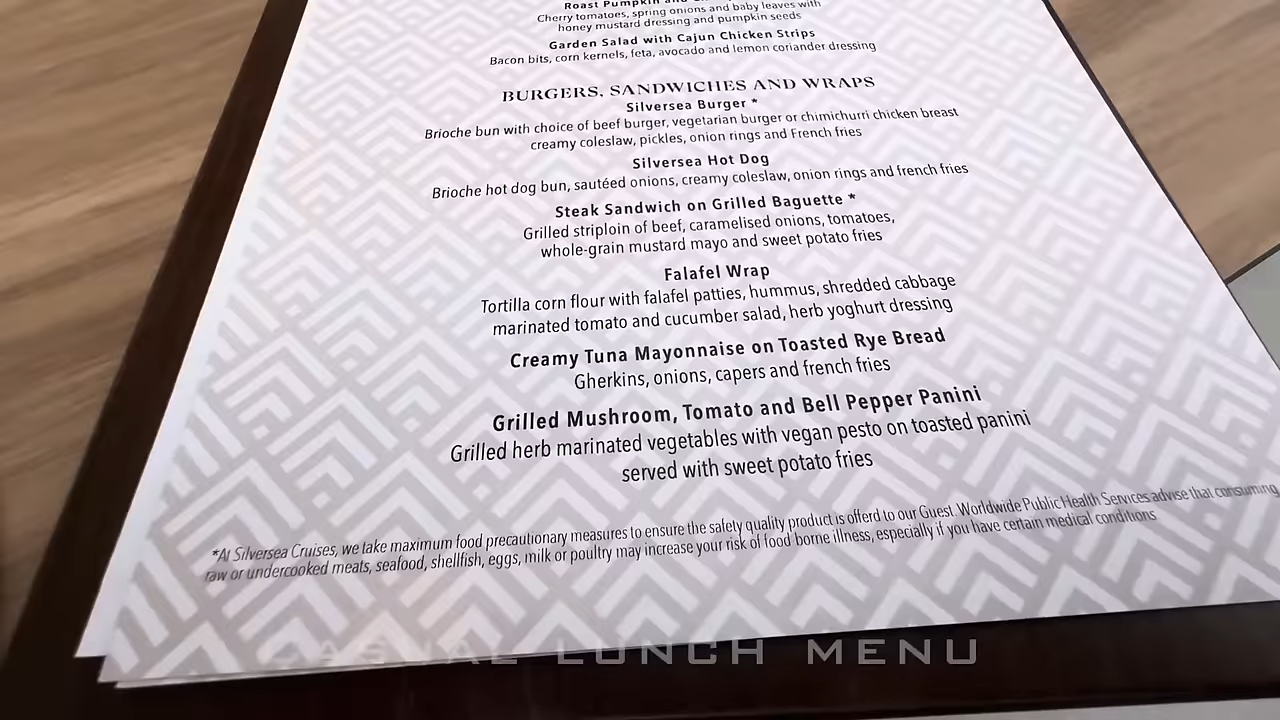 Roast Pumpkin and
Cherry tomatoes, spring onions and baby leaves with
honey mustard dressing and pumpkin seeds
Garden Salad with Cajun Chicken Strips
Bacon bits, corn kernels, feta, avocado and lemon coriander dressing
BURGERS, SANDWICHES AND WRAPS
Silversea Burger *
Brioche bun with choice of beef burger, vegetarian burger or chimichurri chicken breast
creamy coleslaw, pickles, onion rings and French fries
Silversea Hot Dog
Brioche hot dog bun, sautéed onions, creamy coleslaw, onion rings and french fries
Steak Sandwich on Grilled Baguette *
Grilled striploin of beef, caramelised onions, tomatoes,
whole-grain mustard mayo and sweet potato fries
Falafel Wrap
Tortilla corn flour with falafel patties, hummus, shredded cabbage
marinated tomato and cucumber salad, herb yoghurt dressing
Creamy Tuna Mayonnaise on Toasted Rye Bread
Gherkins, onions, capers and french fries
Grilled Mushroom, Tomato and Bell Pepper Panini
Grilled herb marinated vegetables with vegan pesto on toasted panini
served with sweet potato fries
*At Silversea Cruises, we take maximum food precautionary measures to ensure the safety quality product is offerd to our Guest. Worldwide Public Health Services advise that consuming
raw or undercooked meats, seafood, shellfish, eggs, milk or poultry may increase your risk of food borne illness, especially if you have certain medical conditions
CASUAL LUNCH MENU